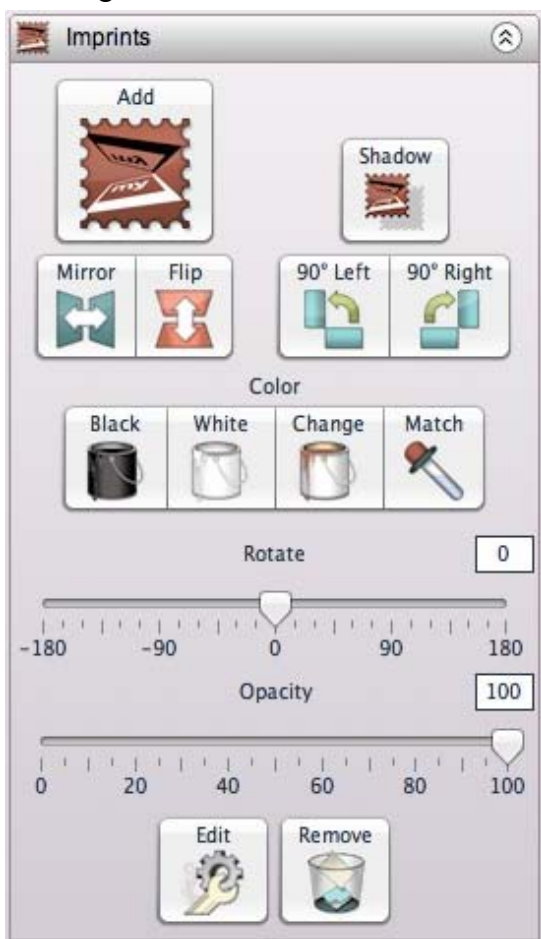 Imprints
Add
Shadow
Mirror Flip 90° Left 90° Right
Color
Black White Change Match
Rotate 0
-180 -90 0 90 180
Opacity 100
0 20 40 60 80 100
Edit Remove